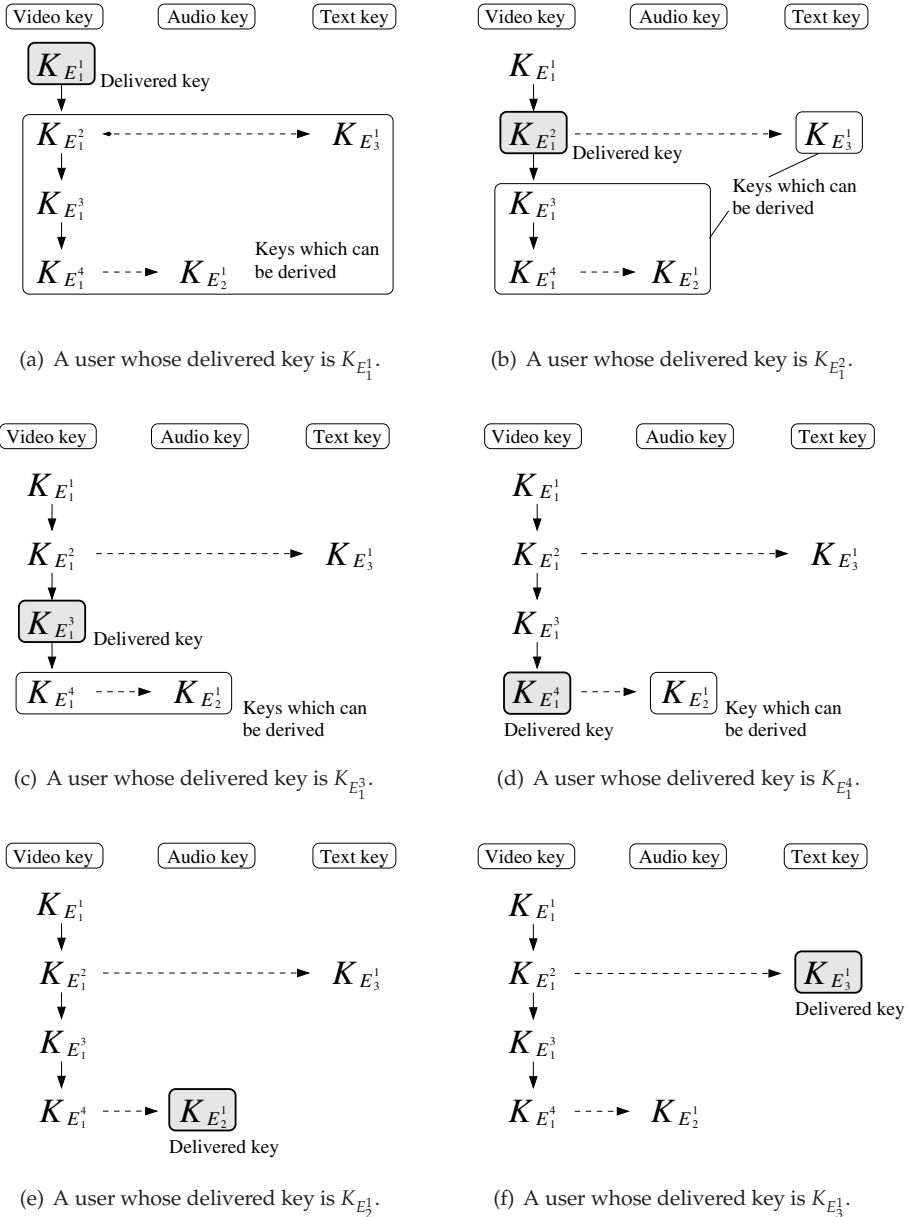 Video key Audio key Text key
K_{E_1^1}
Delivered key
K_{E_1^2} K_{E_3^1}
K_{E_1^3}
Keys which can
be derived
K_{E_1^4} K_{E_2^1}
(a) A user whose delivered key is K_{E_1^1}.
Video key Audio key Text key
K_{E_1^1}
K_{E_1^2} K_{E_3^1}
Delivered key
Keys which can
be derived
K_{E_1^3}
K_{E_1^4} K_{E_2^1}
(b) A user whose delivered key is K_{E_1^2}.
Video key Audio key Text key
K_{E_1^1}
K_{E_1^2} K_{E_3^1}
K_{E_1^3}
Delivered key
K_{E_1^4} K_{E_2^1}
Keys which can
be derived
(c) A user whose delivered key is K_{E_1^3}.
Video key Audio key Text key
K_{E_1^1}
K_{E_1^2} K_{E_3^1}
K_{E_1^3}
K_{E_1^4} K_{E_2^1}
Delivered key
Key which can
be derived
(d) A user whose delivered key is K_{E_1^4}.
Video key Audio key Text key
K_{E_1^1}
K_{E_1^2} K_{E_3^1}
K_{E_1^3}
K_{E_1^4} K_{E_2^1}
Delivered key
(e) A user whose delivered key is K_{E_2^1}.
Video key Audio key Text key
K_{E_1^1}
K_{E_1^2} K_{E_3^1}
Delivered key
K_{E_1^3}
K_{E_1^4} K_{E_2^1}
(f) A user whose delivered key is K_{E_3^1}.